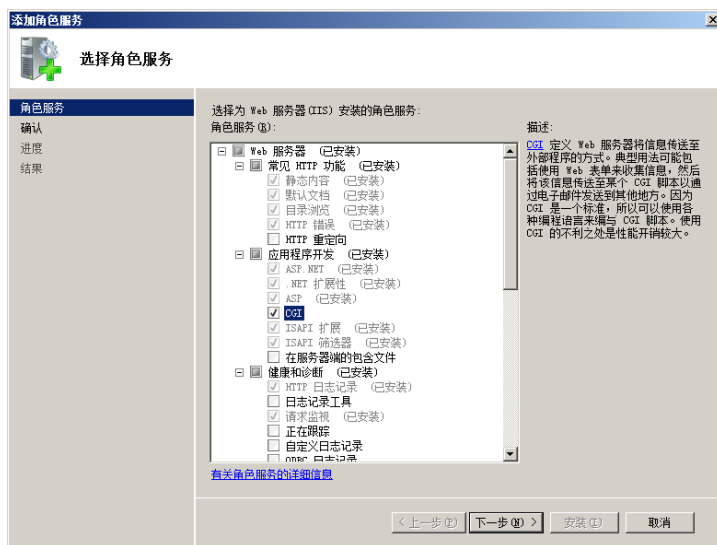 添加角色服务
选择角色服务
角色服务
确认
进度
结果
选择为 Web 服务器(IIS) 安装的角色服务:
角色服务(R):
Web 服务器 (已安装)
常见 HTTP 功能 (已安装)
静态内容 (已安装)
默认文档 (已安装)
目录浏览 (已安装)
HTTP 错误 (已安装)
HTTP 重定向
应用程序开发 (已安装)
ASP.NET (已安装)
.NET 扩展性 (已安装)
ASP (已安装)
CGI
ISAPI 扩展 (已安装)
ISAPI 筛选器 (已安装)
在服务器端的包含文件
健康和诊断 (已安装)
HTTP 日志记录 (已安装)
日志记录工具
请求监视 (已安装)
正在跟踪
自定义日志记录
ODBC 日志记录
有关角色服务的详细信息
描述:
CGI 定义 Web 服务器将信息传送至
外部程序的方式。典型用法可能包
括使用 Web 表单来收集信息，然后
将该信息传送至某个 CGI 脚本以通
过电子邮件发送到其他地方。因为
CGI 是一个标准，所以可以使用各
种编程语言来编写 CGI 脚本。使用
CGI 的不利之处是性能开销较大。
< 上一步(P)
下一步(N) >
安装(I)
取消